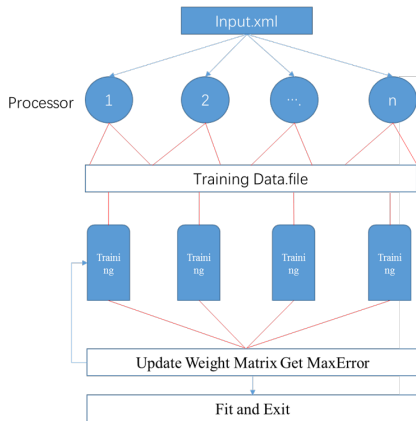 Input.xml
Processor
1
2
....
n
Training Data.file
Traini
ng
Traini
ng
Traini
ng
Traini
ng
Update Weight Matrix Get MaxError
Fit and Exit